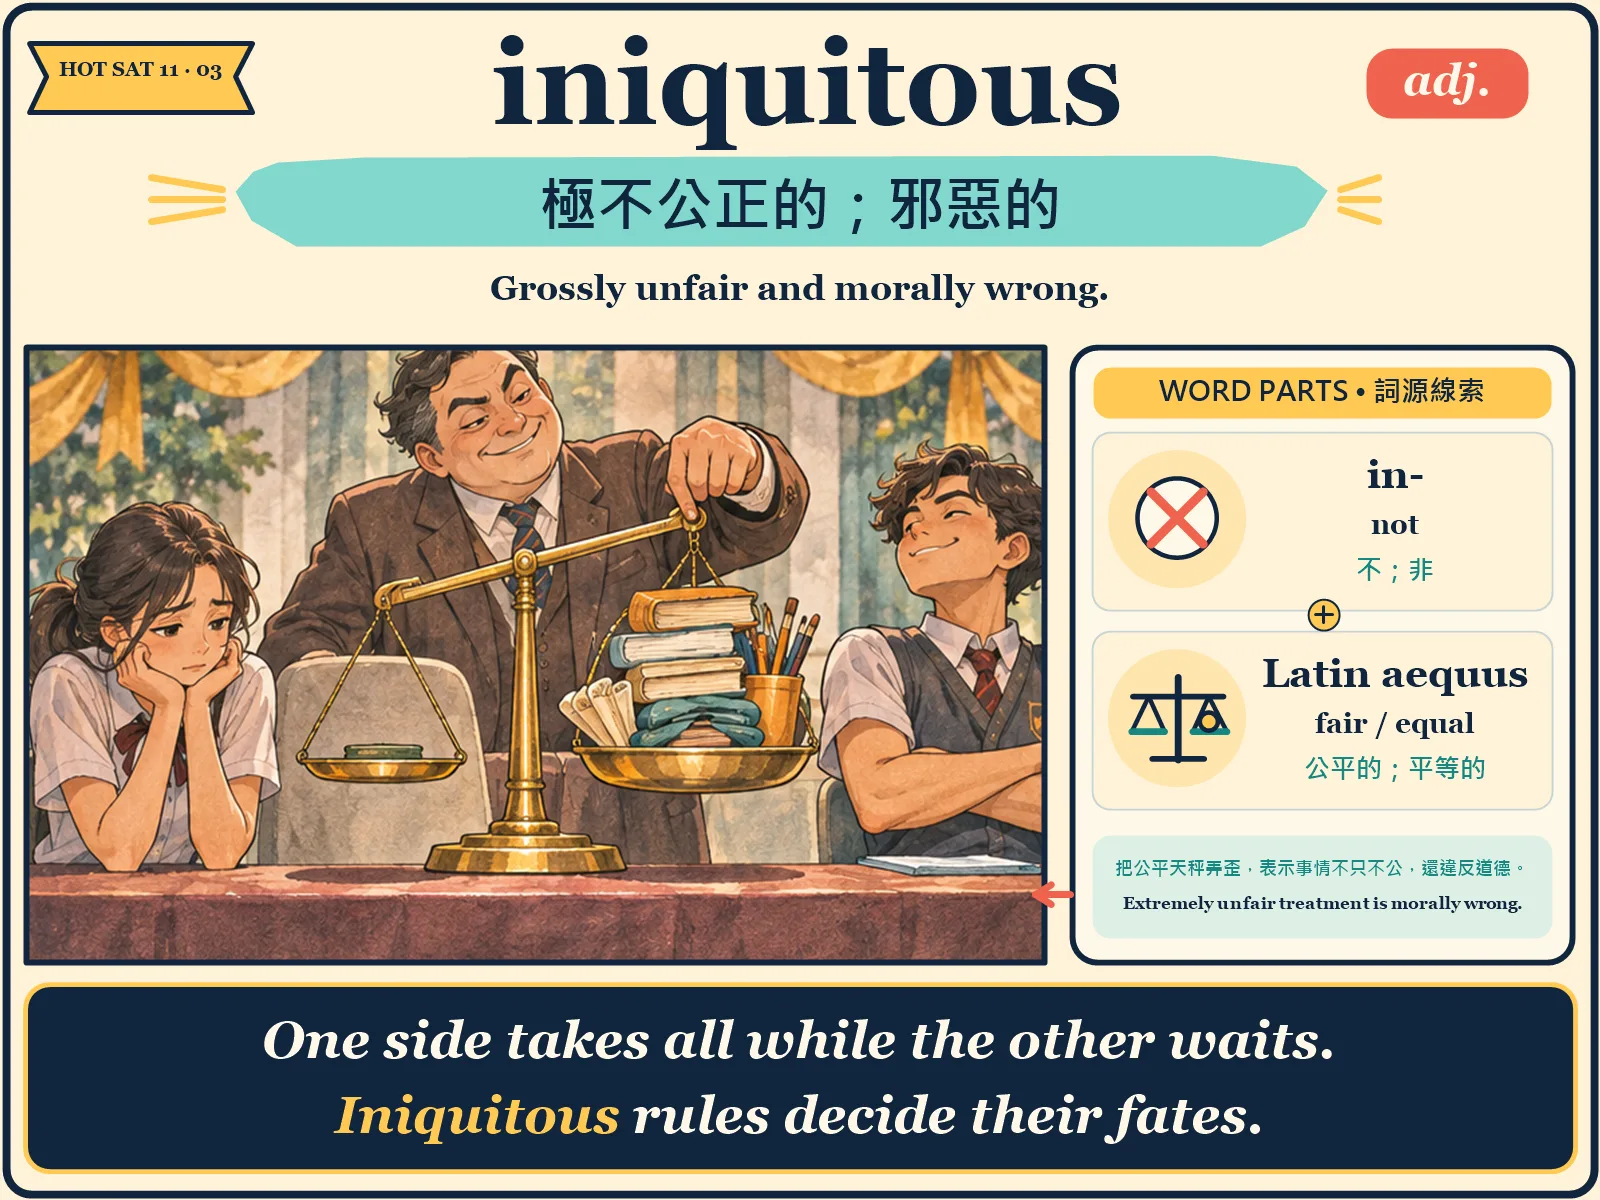 HOT SAT 11 · 03
iniquitous
adj.
極不公正的；邪惡的
Grossly unfair and morally wrong.
WORD PARTS • 詞源線索
in-
not
不；非
Latin aequus
fair / equal
公平的；平等的
把公平天秤弄歪，表示事情不只不公，還違反道德。
Extremely unfair treatment is morally wrong.
One side takes all while the other waits.
Iniquitous rules decide their fates.